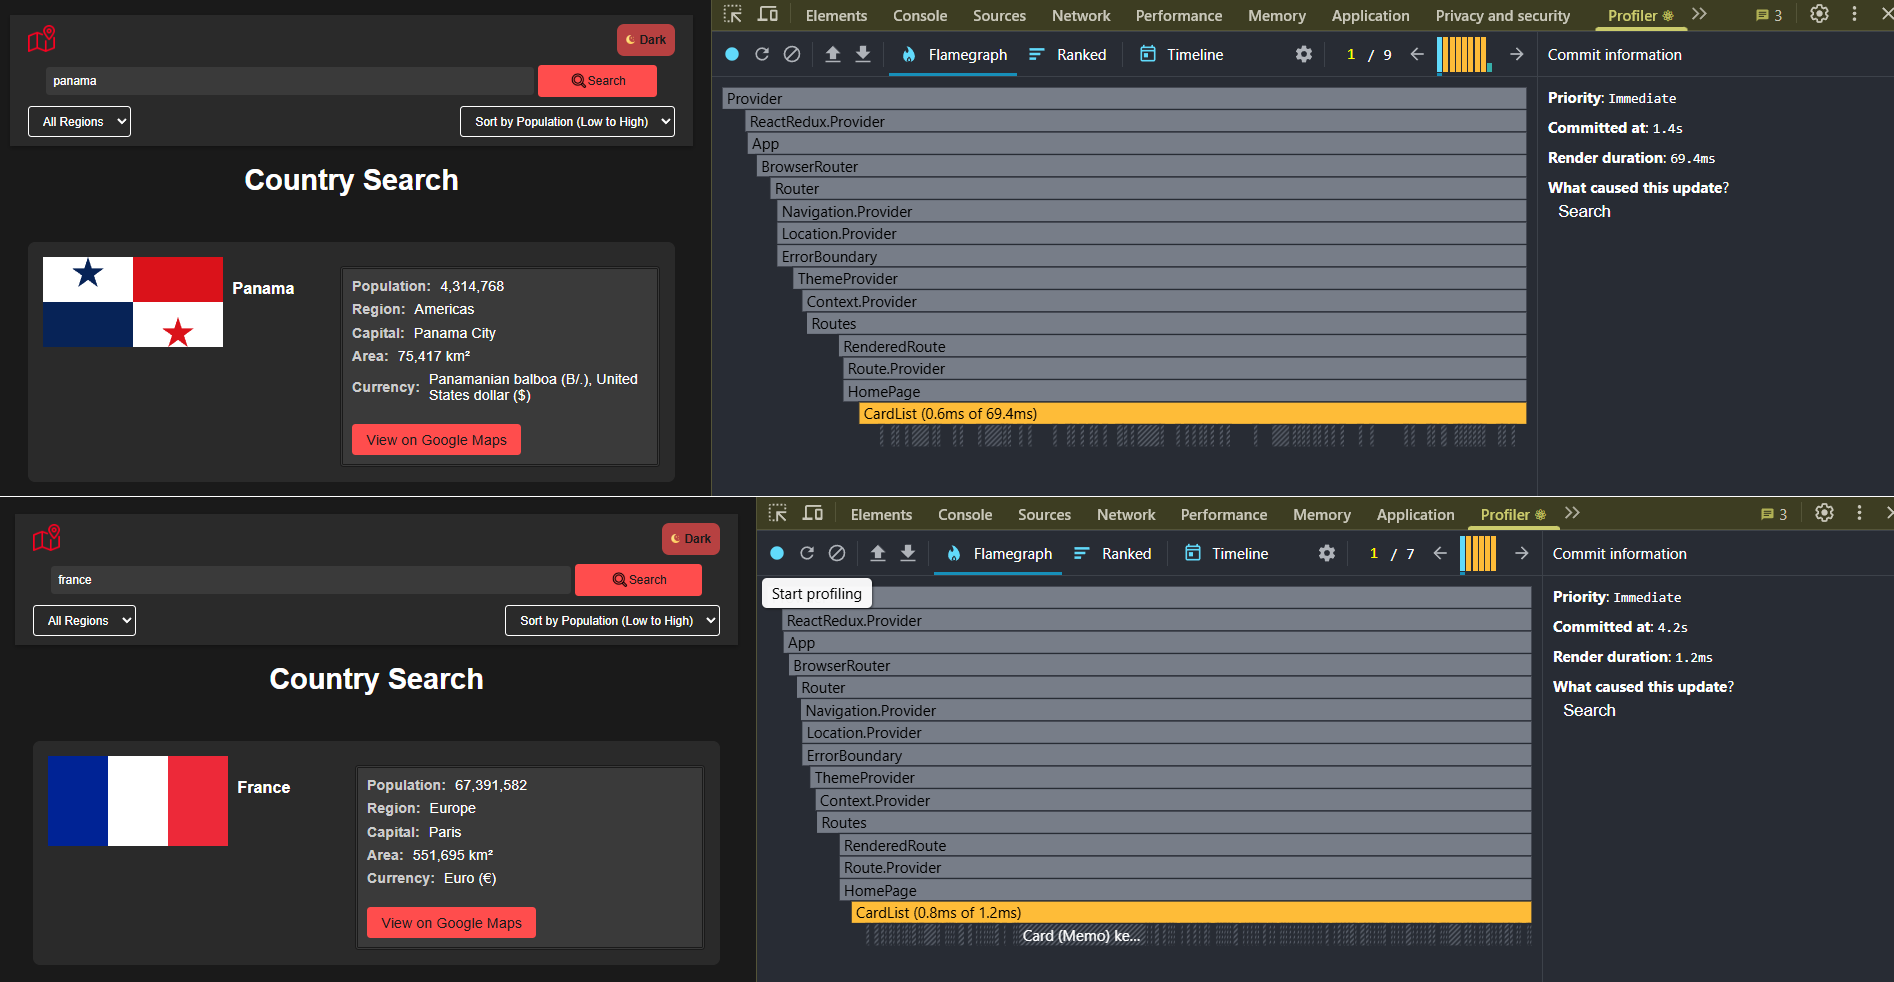 Dark
panama
Search
All Regions
Sort by Population (Low to High)
Country Search
Panama
Population: 4,314,768
Region: Americas
Capital: Panama City
Area: 75,417 km²
Currency: Panamanian balboa (B/.), United
States dollar ($)
View on Google Maps
Elements Console Sources Network Performance Memory Application Privacy and security Profiler 3
Flamegraph Ranked Timeline 1 / 9
Provider
ReactRedux.Provider
App
BrowserRouter
Router
Navigation.Provider
Location.Provider
ErrorBoundary
ThemeProvider
Context.Provider
Routes
RenderedRoute
Route.Provider
HomePage
CardList (0.6ms of 69.4ms)
Commit information
Priority: Immediate
Committed at: 1.4s
Render duration: 69.4ms
What caused this update?
Search
Dark
france
Search
All Regions
Sort by Population (Low to High)
Country Search
France
Population: 67,391,582
Region: Europe
Capital: Paris
Area: 551,695 km²
Currency: Euro (€)
View on Google Maps
Elements Console Sources Network Performance Memory Application Profiler 3
Flamegraph Ranked Timeline 1 / 7
Start profiling
ReactRedux.Provider
App
BrowserRouter
Router
Navigation.Provider
Location.Provider
ErrorBoundary
ThemeProvider
Context.Provider
Routes
RenderedRoute
Route.Provider
HomePage
CardList (0.8ms of 1.2ms)
Card (Memo) ke...
Commit information
Priority: Immediate
Committed at: 4.2s
Render duration: 1.2ms
What caused this update?
Search